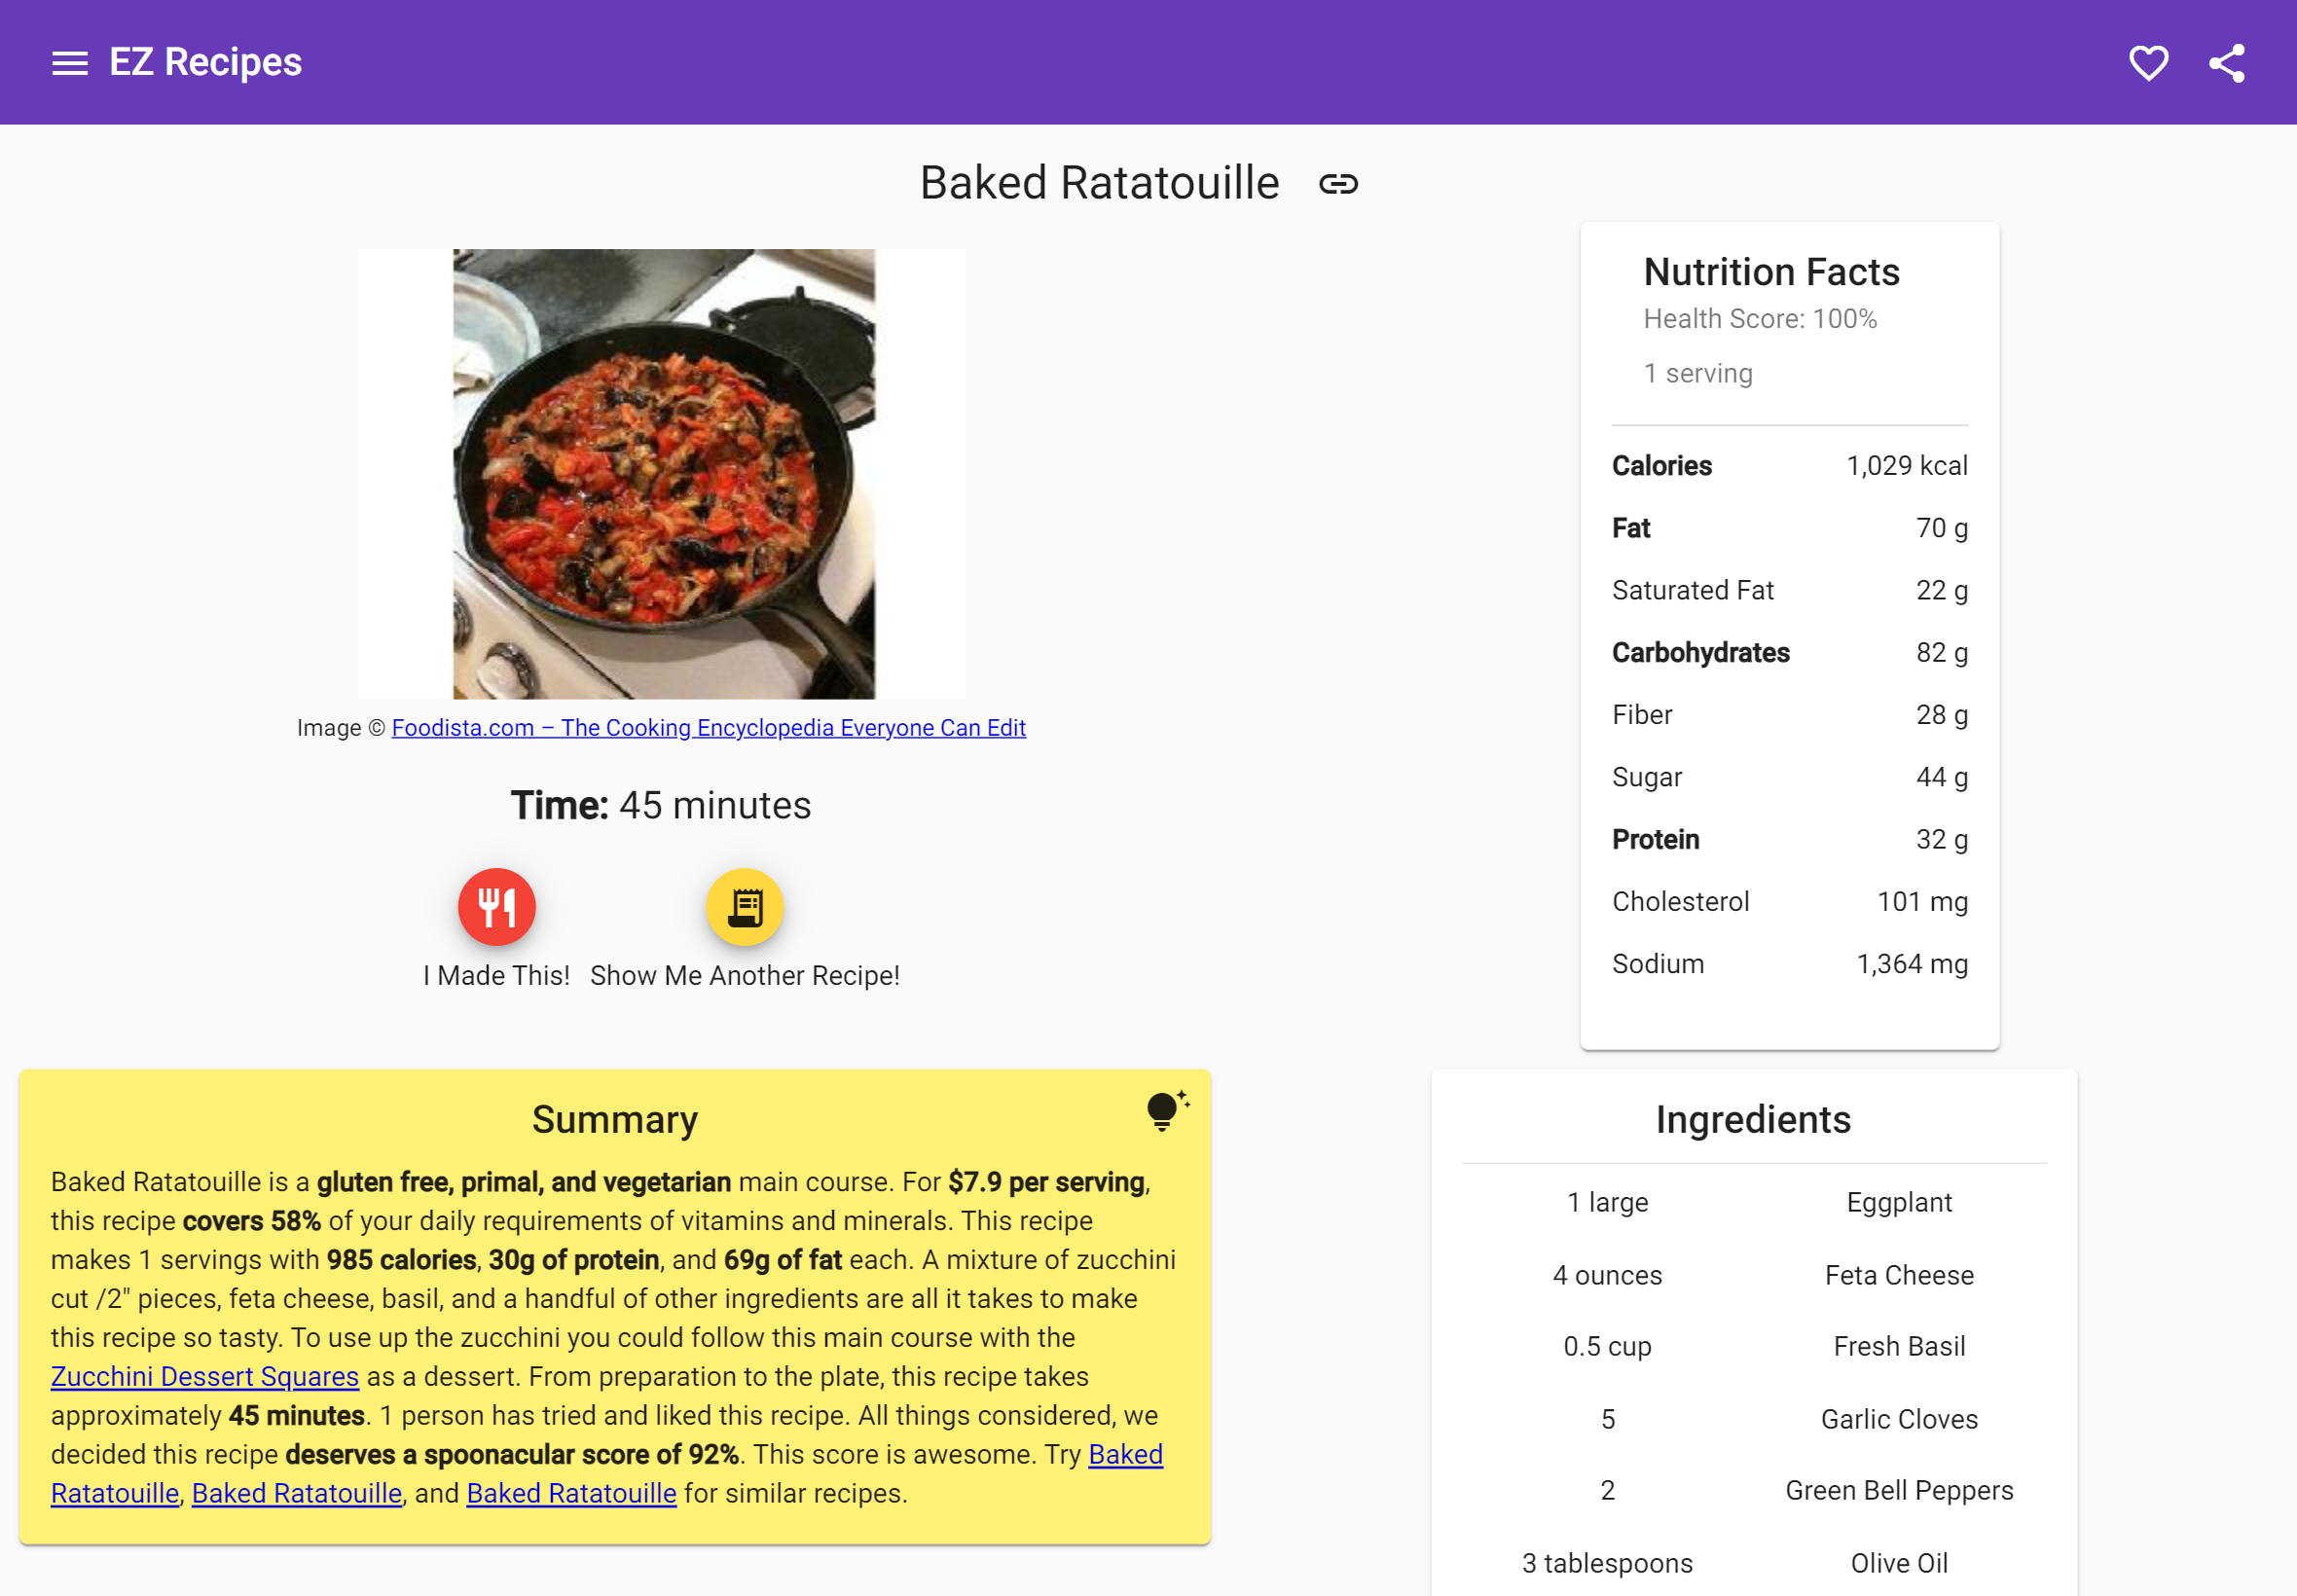 EZ Recipes
Baked Ratatouille
Image © Foodista.com – The Cooking Encyclopedia Everyone Can Edit
Time: 45 minutes
I Made This!
Show Me Another Recipe!
Nutrition Facts
Health Score: 100%
1 serving
Calories 1,029 kcal
Fat 70 g
Saturated Fat 22 g
Carbohydrates 82 g
Fiber 28 g
Sugar 44 g
Protein 32 g
Cholesterol 101 mg
Sodium 1,364 mg
Summary
Baked Ratatouille is a gluten free, primal, and vegetarian main course. For $7.9 per serving,
this recipe covers 58% of your daily requirements of vitamins and minerals. This recipe
makes 1 servings with 985 calories, 30g of protein, and 69g of fat each. A mixture of zucchini
cut /2" pieces, feta cheese, basil, and a handful of other ingredients are all it takes to make
this recipe so tasty. To use up the zucchini you could follow this main course with the
Zucchini Dessert Squares as a dessert. From preparation to the plate, this recipe takes
approximately 45 minutes. 1 person has tried and liked this recipe. All things considered, we
decided this recipe deserves a spoonacular score of 92%. This score is awesome. Try Baked
Ratatouille, Baked Ratatouille, and Baked Ratatouille for similar recipes.
Ingredients
1 large Eggplant
4 ounces Feta Cheese
0.5 cup Fresh Basil
5 Garlic Cloves
2 Green Bell Peppers
3 tablespoons Olive Oil